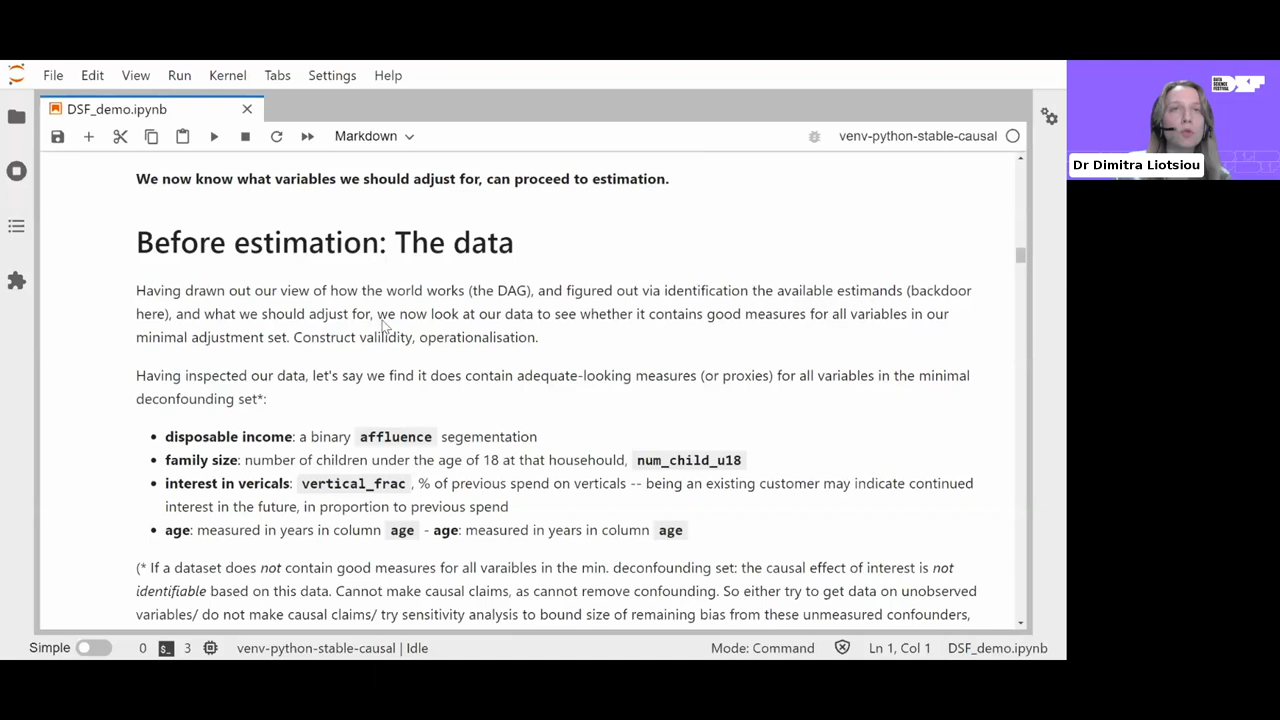 File Edit View Run Kernel Tabs Settings Help
DSF_demo.ipynb
Markdown
venv-python-stable-causal
We now know what variables we should adjust for, can proceed to estimation.
Before estimation: The data
Having drawn out our view of how the world works (the DAG), and figured out via identification the available estimands (backdoor
here), and what we should adjust for, we now look at our data to see whether it contains good measures for all variables in our
minimal adjustment set. Construct valilidity, operationalisation.
Having inspected our data, let's say we find it does contain adequate-looking measures (or proxies) for all variables in the minimal
deconfounding set*:
• disposable income: a binary affluence segementation
• family size: number of children under the age of 18 at that househould, num_child_u18
• interest in vericals: vertical_frac , % of previous spend on verticals -- being an existing customer may indicate continued
interest in the future, in proportion to previous spend
• age: measured in years in column age - age: measured in years in column age
(* If a dataset does not contain good measures for all varaibles in the min. deconfounding set: the causal effect of interest is not
identifiable based on this data. Cannot make causal claims, as cannot remove confounding. So either try to get data on unobserved
variables/ do not make causal claims/ try sensitivity analysis to bound size of remaining bias from these unmeasured confounders,
Simple 0 3 venv-python-stable-causal | Idle Mode: Command Ln 1, Col 1 DSF_demo.ipynb
DATA
SCIENCE
FESTIVAL
DSF
Dr Dimitra Liotsiou